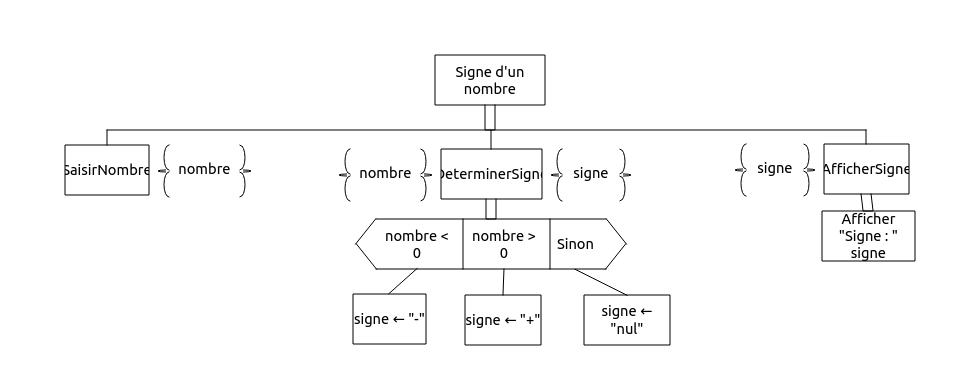 Signe d'un
nombre
SaisirNombre
{ nombre }
{ nombre }
DeterminerSigne
{ signe }
{ signe }
AfficherSigne
Afficher
"Signe : "
signe
nombre <
0
nombre >
0
Sinon
signe ← "-"
signe ← "+"
signe ←
"nul"